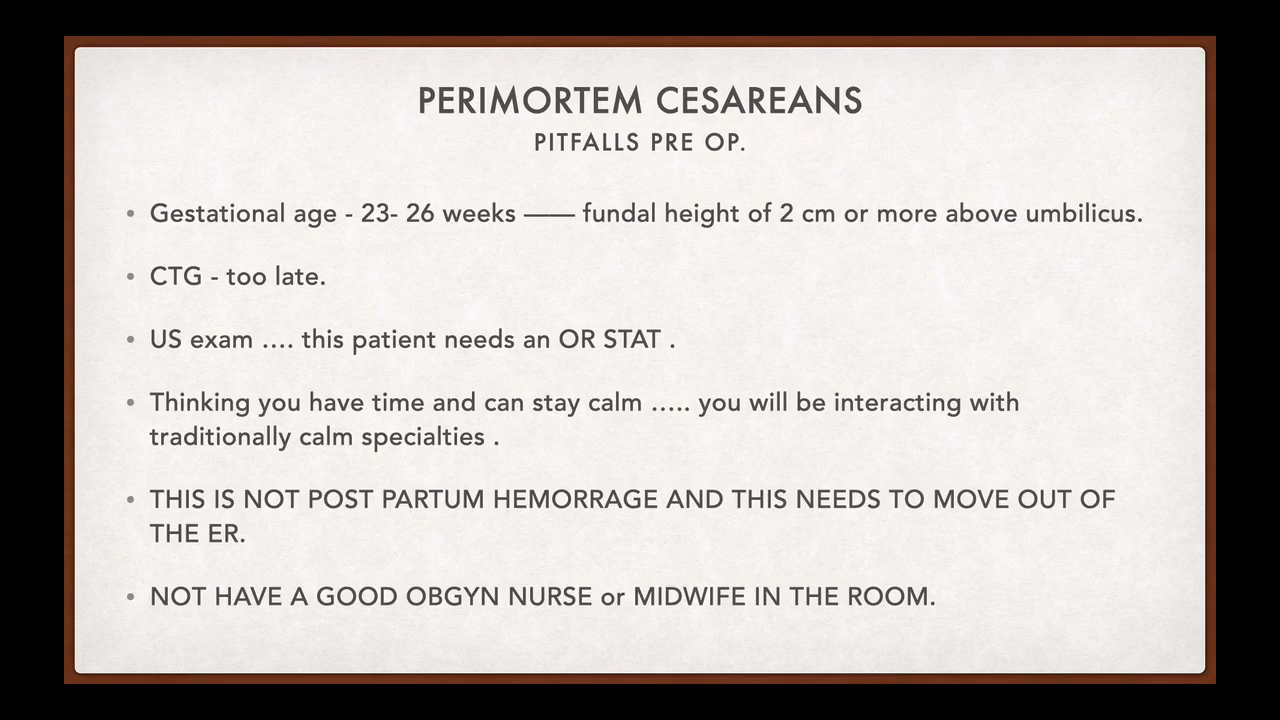 PERIMORTEM CESAREANS
PITFALLS PRE OP.
• Gestational age - 23- 26 weeks —— fundal height of 2 cm or more above umbilicus.
• CTG - too late.
• US exam …. this patient needs an OR STAT .
• Thinking you have time and can stay calm ….. you will be interacting with
traditionally calm specialties .
• THIS IS NOT POST PARTUM HEMORRAGE AND THIS NEEDS TO MOVE OUT OF
THE ER.
• NOT HAVE A GOOD OBGYN NURSE or MIDWIFE IN THE ROOM.